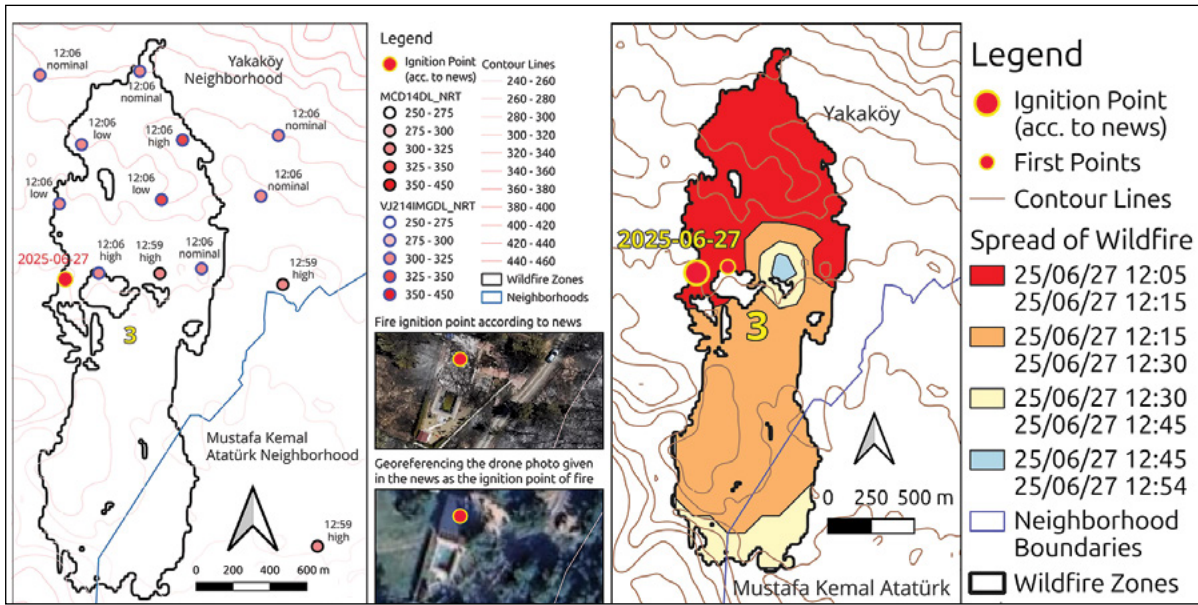 12:06
nominal
Yakaköy
Neighborhood
12:06
nominal
12:06
low
12:06
high
12:06
nominal
12:06
low
12:06
low
12:06
nominal
2025-06-27
12:06
high
12:59
high
12:06
nominal
12:59
high
3
Mustafa Kemal
Atatürk Neighborhood
12:59
high
0 200 400 600 m
Legend
Ignition Point
(acc. to news)
MCD14DL_NRT
250 - 275
275 - 300
300 - 325
325 - 350
350 - 450
VJ214IMGDL_NRT
250 - 275
275 - 300
300 - 325
325 - 350
350 - 450
Contour Lines
240 - 260
260 - 280
280 - 300
300 - 320
320 - 340
340 - 360
360 - 380
380 - 400
400 - 420
420 - 440
440 - 460
Wildfire Zones
Neighborhoods
Fire ignition point according to news
Georeferencing the drone photo given
in the news as the ignition point of fire
Yakaköy
2025-06-27
3
0 250 500 m
Mustafa Kemal Atatürk
Legend
Ignition Point
(acc. to news)
First Points
Contour Lines
Spread of Wildfire
25/06/27 12:05
25/06/27 12:15
25/06/27 12:15
25/06/27 12:30
25/06/27 12:30
25/06/27 12:45
25/06/27 12:45
25/06/27 12:54
Neighborhood
Boundaries
Wildfire Zones